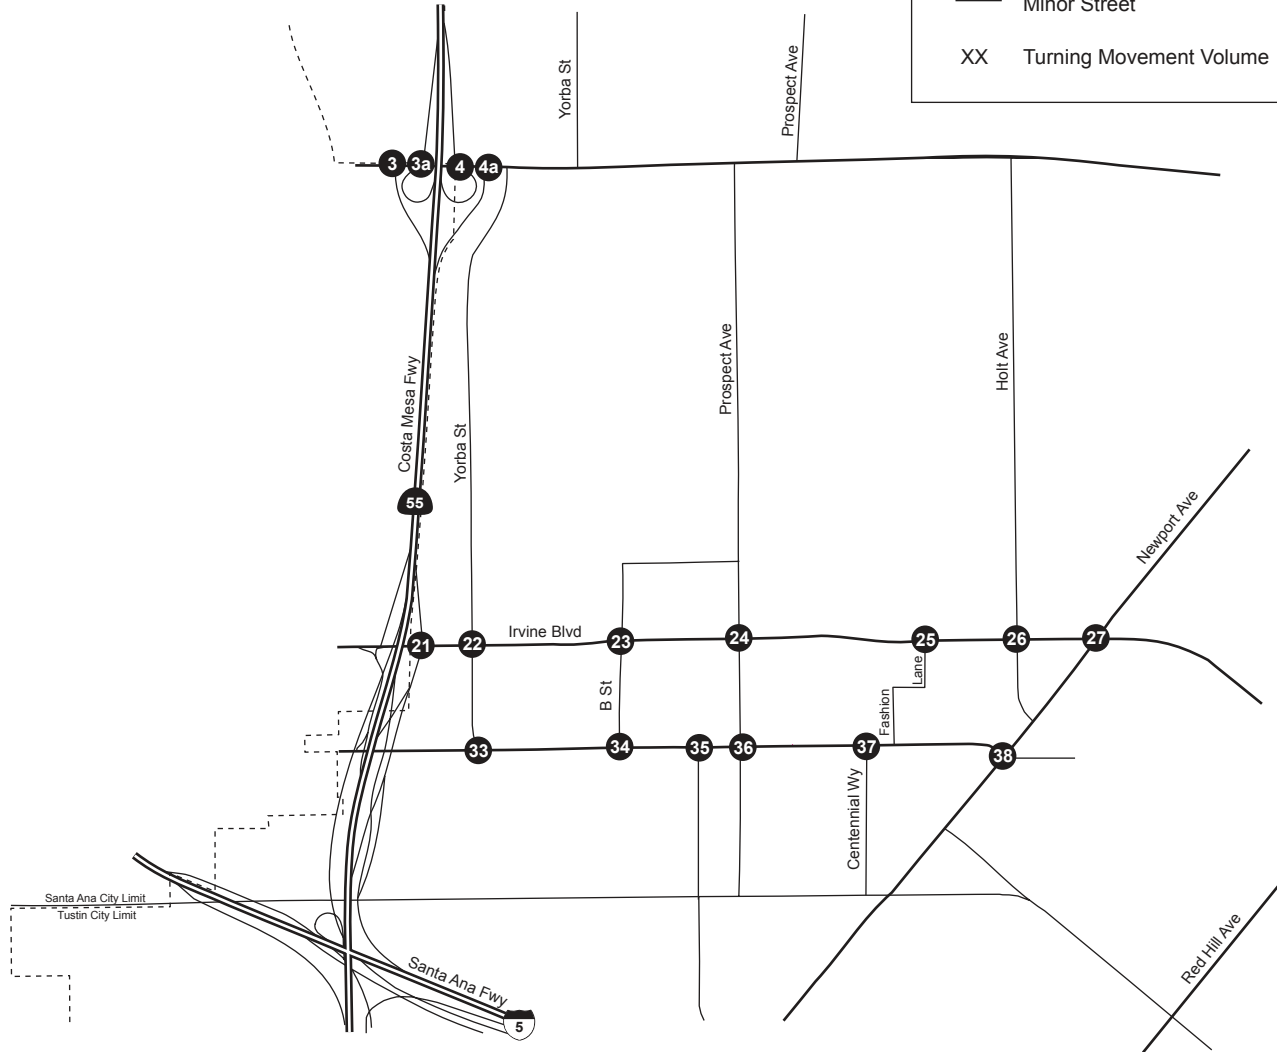 Minor Street
XX Turning Movement Volume
Yorba St
Prospect Ave
3
3a
4
4a
Costa Mesa Fwy
Yorba St
Prospect Ave
Holt Ave
55
Newport Ave
21
22
Irvine Blvd
23
24
25
26
27
B St
Lane
Fashion
33
34
35
36
37
38
Centennial Wy
Santa Ana City Limit
Tustin City Limit
Santa Ana Fwy
5
Red Hill Ave